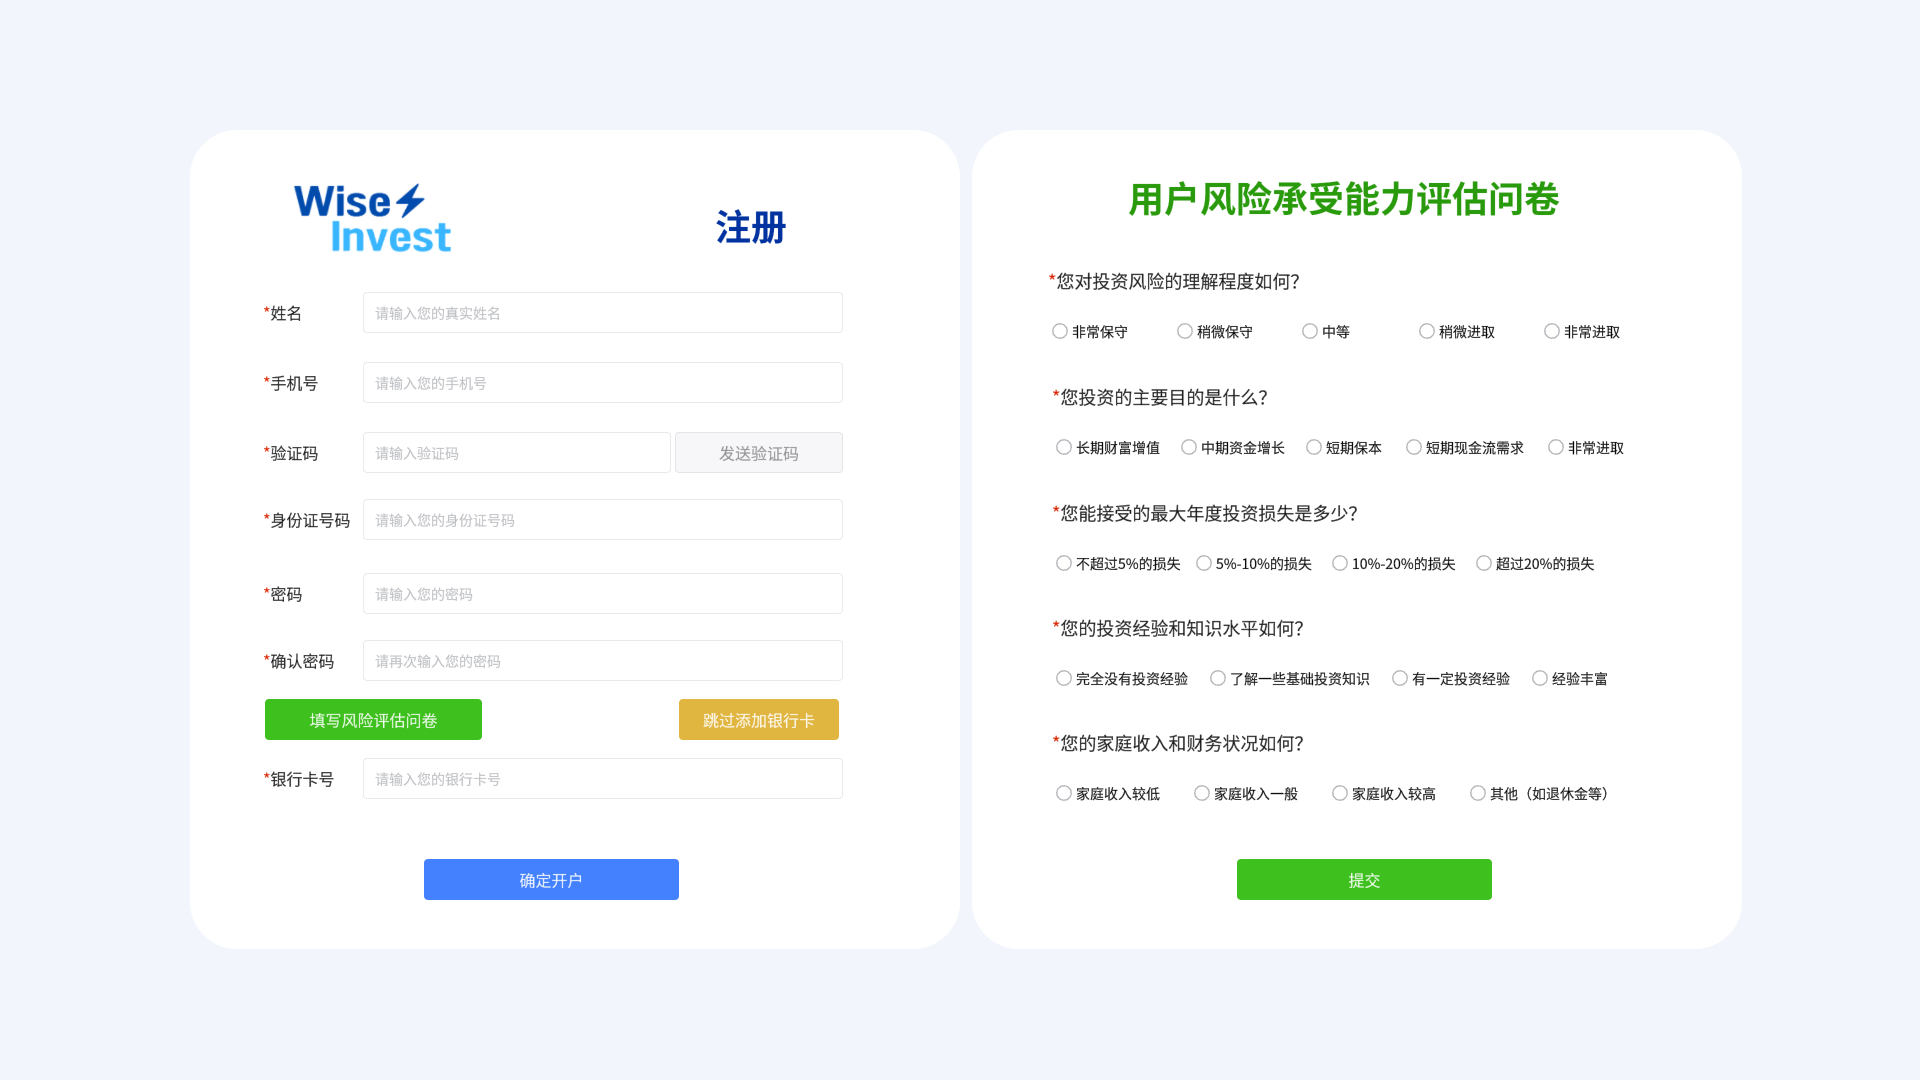 Wise
Invest
注册
*姓名 请输入您的真实姓名
*手机号 请输入您的手机号
*验证码 请输入验证码 发送验证码
*身份证号码 请输入您的身份证号码
*密码 请输入您的密码
*确认密码 请再次输入您的密码
填写风险评估问卷 跳过添加银行卡
*银行卡号 请输入您的银行卡号
确定开户
用户风险承受能力评估问卷
*您对投资风险的理解程度如何？
非常保守 稍微保守 中等 稍微进取 非常进取
*您投资的主要目的是什么？
长期财富增值 中期资金增长 短期保本 短期现金流需求 非常进取
*您能接受的最大年度投资损失是多少？
不超过5%的损失 5%-10%的损失 10%-20%的损失 超过20%的损失
*您的投资经验和知识水平如何？
完全没有投资经验 了解一些基础投资知识 有一定投资经验 经验丰富
*您的家庭收入和财务状况如何？
家庭收入较低 家庭收入一般 家庭收入较高 其他（如退休金等）
提交